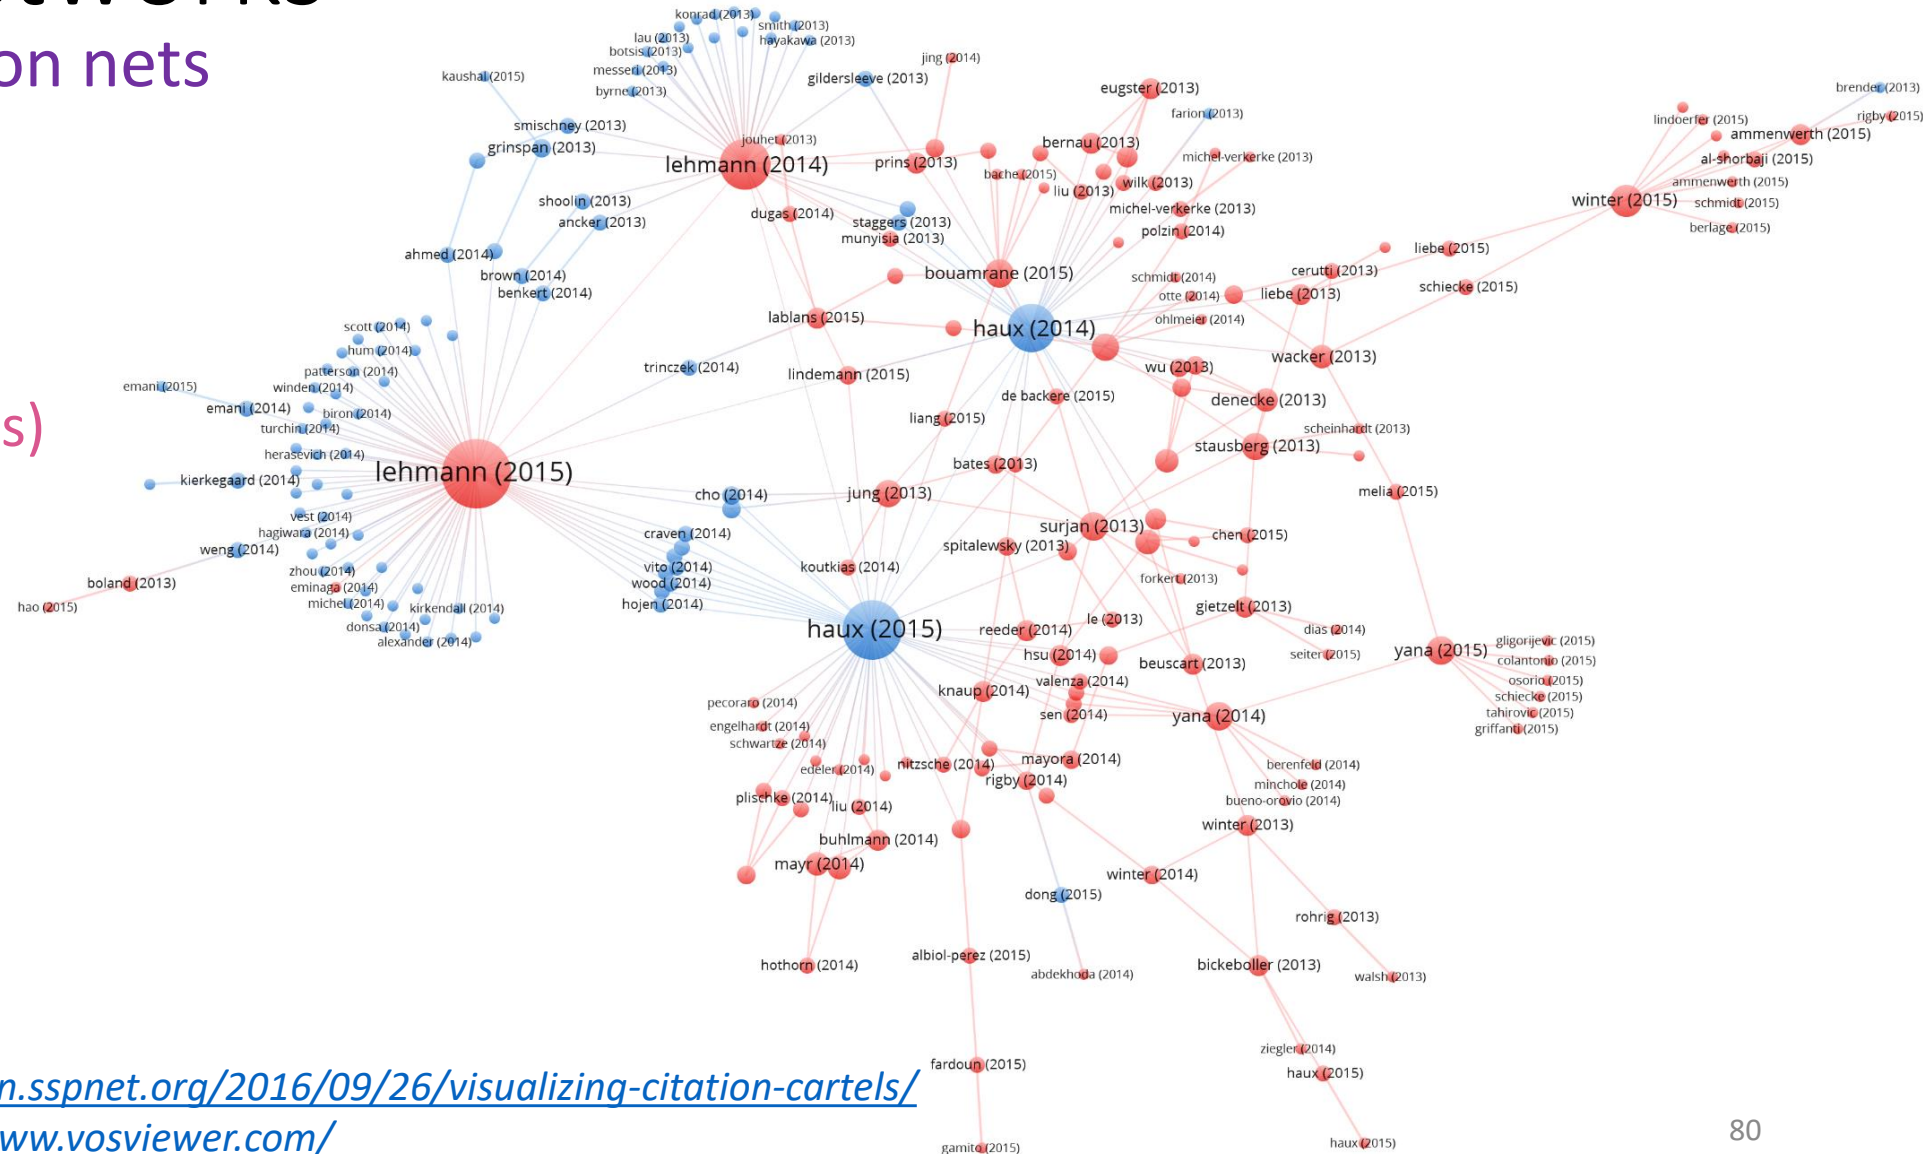 on nets
s)
konrad (2013)
smith (2013)
lau (2013)
hayakawa (2013)
botsis (2013)
jing (2014)
messeri (2013)
kaushal (2015)
gildersleeve (2013)
byrne (2013)
eugster (2013)
brender (2013)
farion (2013)
rigby (2015)
lindoerfer (2015)
smischney (2013)
ammenwerth (2015)
jouhet (2013)
bernau (2013)
grinspan (2013)
michel-verkerke (2013)
al-shorbaji (2015)
lehmann (2014)
prins (2013)
bache (2015)
wilk (2013)
ammenwerth (2015)
liu (2013)
shoolin (2013)
winter (2015)
schmidt (2015)
michel-verkerke (2013)
dugas (2014)
ancker (2013)
staggers (2013)
berlage (2015)
polzin (2014)
munyisia (2013)
liebe (2015)
ahmed (2014)
cerutti (2013)
bouamrane (2015)
brown (2014)
schmidt (2014)
schiecke (2015)
benkert (2014)
otte (2014)
liebe (2013)
lablans (2015)
ohlmeier (2014)
scott (2014)
haux (2014)
hum (2014)
wacker (2013)
trinczek (2014)
wu (2013)
patterson (2014)
lindemann (2015)
emani (2015)
winden (2014)
de backere (2015)
denecke (2013)
emani (2014)
biron (2014)
liang (2015)
turchin (2014)
scheinhardt (2013)
stausberg (2013)
herasevich (2014)
bates (2013)
lehmann (2015)
kierkegaard (2014)
melia (2015)
cho (2014)
jung (2013)
vest (2014)
surjan (2013)
hagiwara (2014)
craven (2014)
chen (2015)
weng (2014)
spitalewsky (2013)
vito (2014)
koutkias (2014)
zhou (2014)
forkert (2013)
boland (2013)
wood (2014)
eminaga (2014)
michel (2014)
hojen (2014)
hao (2015)
kirkendall (2014)
gietzelt (2013)
le (2013)
donsa (2014)
haux (2015)
reeder (2014)
dias (2014)
alexander (2014)
gligorijevic (2015)
yana (2015)
hsu (2014)
seiter (2015)
colantonio (2015)
beuscart (2013)
valenza (2014)
osorio (2015)
knaup (2014)
schiecke (2015)
pecoraro (2014)
sen (2014)
yana (2014)
tahirovic (2015)
engelhardt (2014)
griffanti (2015)
schwartze (2014)
mayora (2014)
edeler (2014)
nitzsche (2014)
berenfeld (2014)
rigby (2014)
minchole (2014)
plischke (2014)
liu (2014)
bueno-orovio (2014)
winter (2013)
buhlmann (2014)
mayr (2014)
winter (2014)
dong (2015)
rohrig (2013)
albiol-perez (2015)
hothorn (2014)
bickeboller (2013)
abdekhoda (2014)
walsh (2013)
ziegler (2014)
fardoun (2015)
haux (2015)
n.sspnet.org/2016/09/26/visualizing-citation-cartels/
ww.vosviewer.com/
80
haux (2015)
gamito (2015)